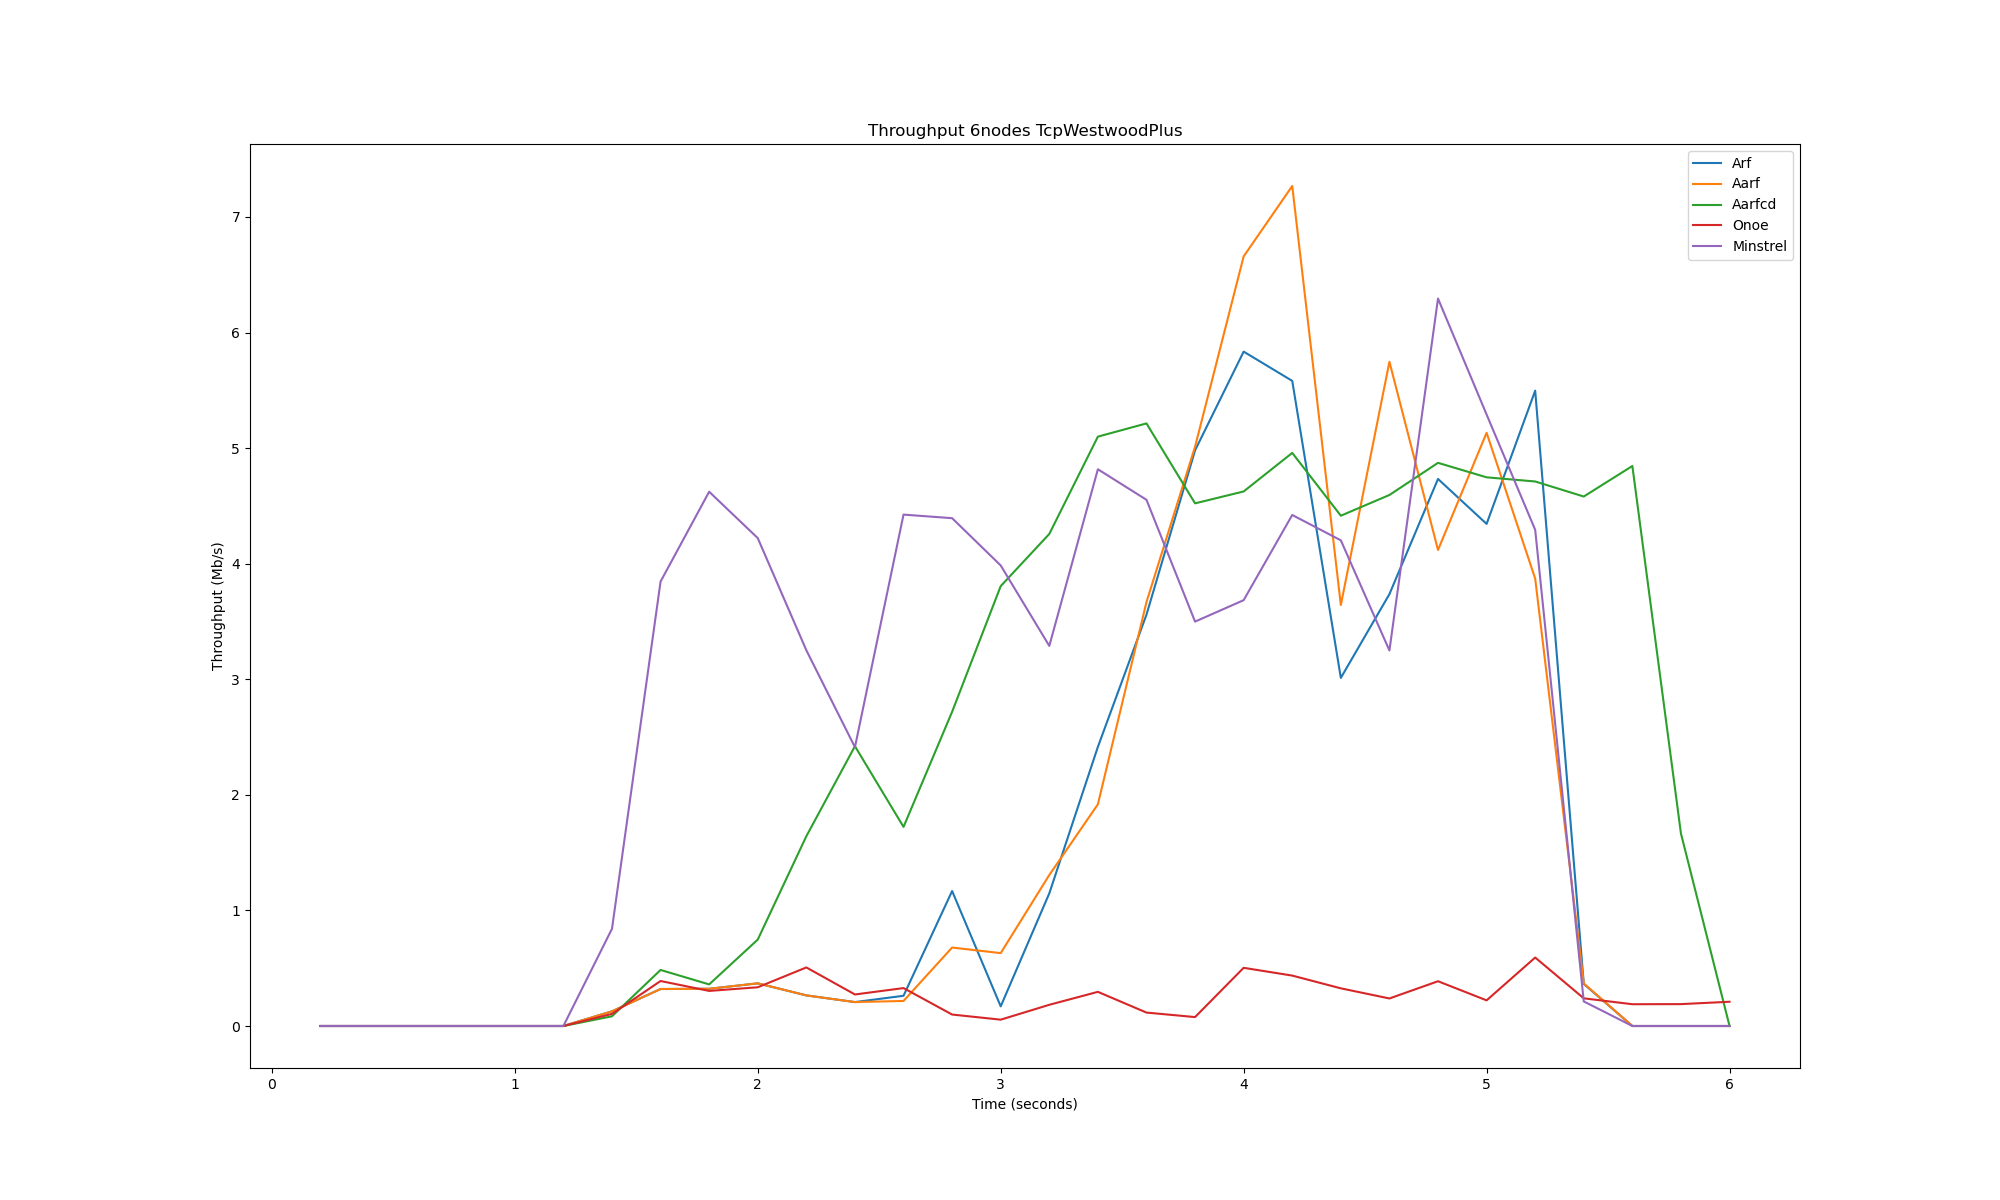 Throughput 6nodes TcpWestwoodPlus
Arf
Aarf
Aarfcd
Onoe
Minstrel
Throughput (Mb/s)
7
6
5
4
3
2
1
0
0 1 2 3 4 5 6
Time (seconds)